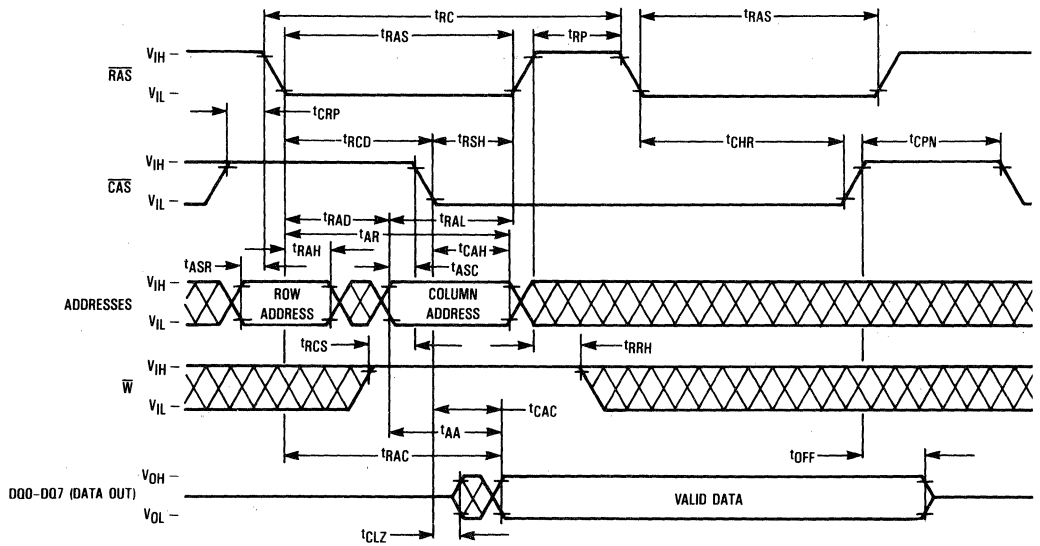 tRC
tRAS
tRAS
tRP
VIH
RAS
VIL
tCRP
tRCD
tRSH
tCHR
tCPN
VIH
CAS
VIL
tRAD
tRAL
tAR
tRAH
tCAH
tASR
tASC
VIH
ADDRESSES
ROW
ADDRESS
COLUMN
ADDRESS
VIL
tRCS
tRRH
VIH
W
VIL
tCAC
tAA
tRAC
tOFF
VOH
DQ0-DQ7 (DATA OUT)
VALID DATA
VOL
tCLZ